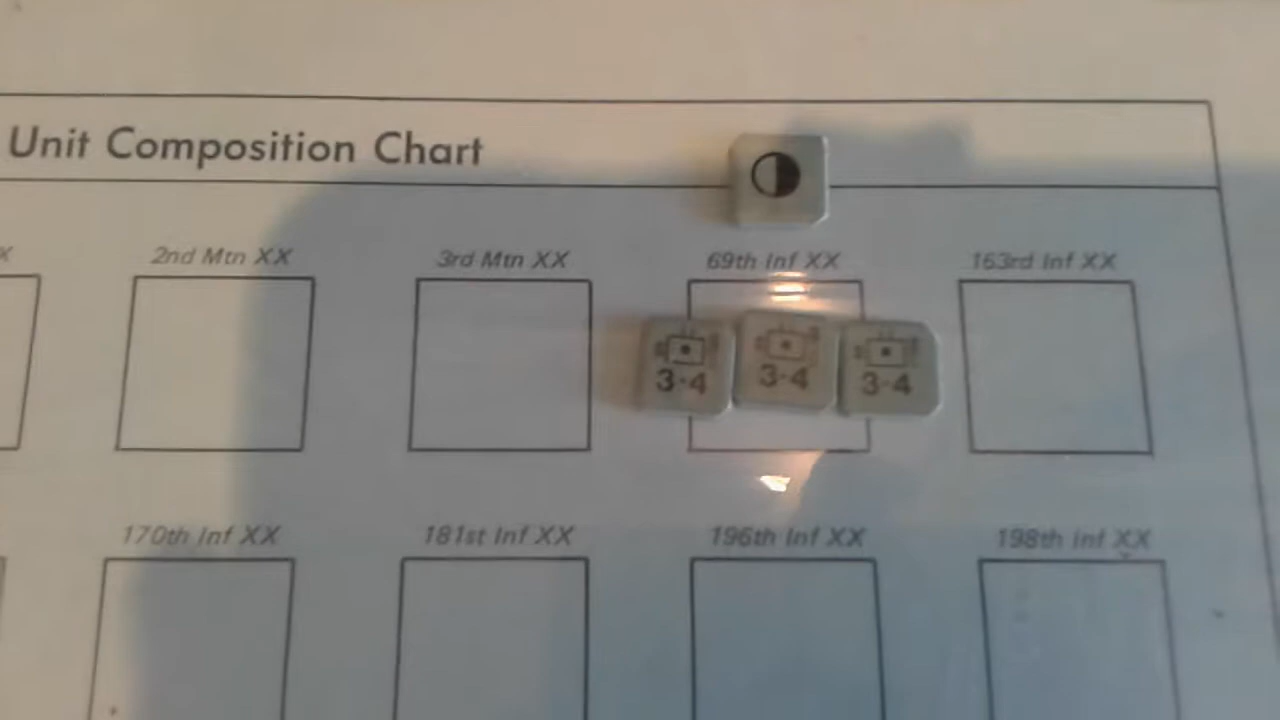 Unit Composition Chart
X 2nd Mtn XX 3rd Mtn XX 69th Inf XX 163rd Inf XX
3-4 3-4 3-4
170th Inf XX 181st Inf XX 196th Inf XX 198th Inf XX